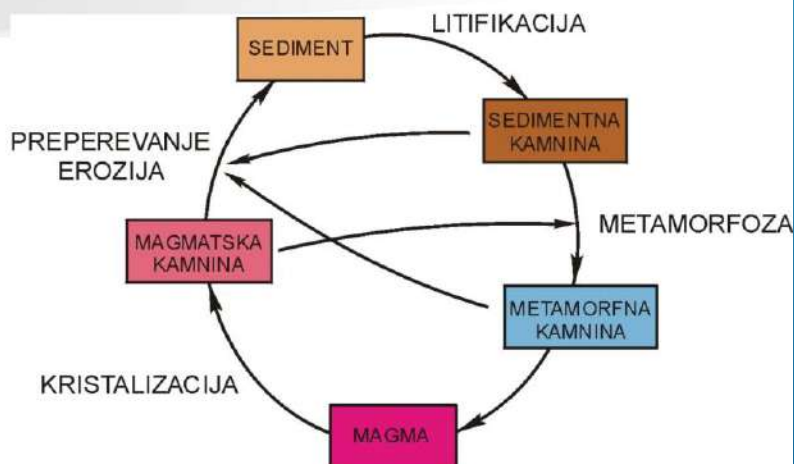 LITIFIKACIJA
SEDIMENT
SEDIMENTNA
KAMNINA
PREPEREVANJE
EROZIJA
METAMORFOZA
MAGMATSKA
KAMNINA
METAMORFNA
KAMNINA
KRISTALIZACIJA
MAGMA